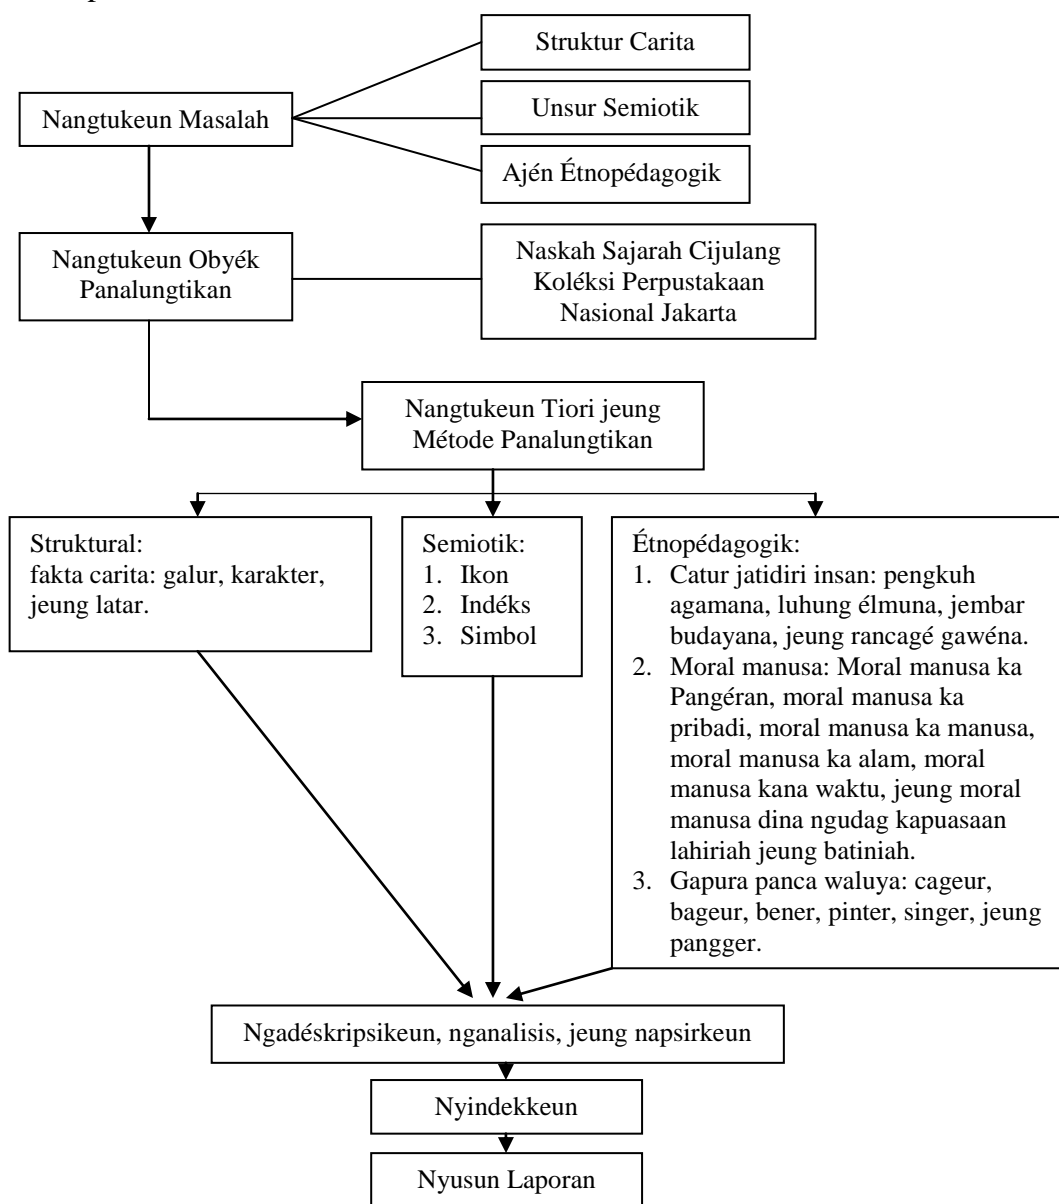 Struktur Carita
Nangtukeun Masalah
Unsur Semiotik
Ajén Étnopédagogik
Nangtukeun Obyék
Panalungtikan
Naskah Sajarah Cijulang
Koléksi Perpustakaan
Nasional Jakarta
Nangtukeun Tiori jeung
Métode Panalungtikan
Struktural:
fakta carita: galur, karakter,
jeung latar.
Semiotik:
1. Ikon
2. Indéks
3. Simbol
Étnopédagogik:
1. Catur jatidiri insan: pengkuh
agamana, luhung élmuna, jembar
budayana, jeung rancagé gawéna.
2. Moral manusa: Moral manusa ka
Pangéran, moral manusa ka
pribadi, moral manusa ka manusa,
moral manusa ka alam, moral
manusa kana waktu, jeung moral
manusa dina ngudag kapuasaan
lahiriah jeung batiniah.
3. Gapura panca waluya: cageur,
bageur, bener, pinter, singer, jeung
pangger.
Ngadéskripsikeun, nganalisis, jeung napsirkeun
Nyindekkeun
Nyusun Laporan